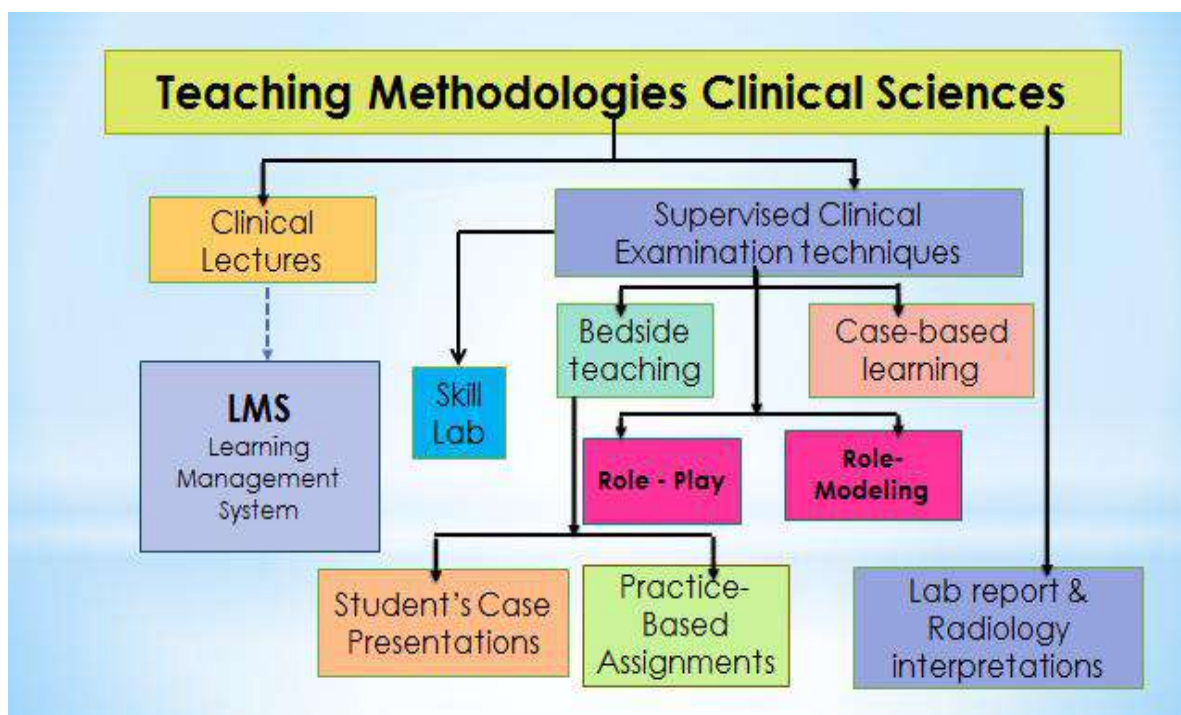 Teaching Methodologies Clinical Sciences
Clinical
Lectures
Supervised Clinical
Examination techniques
LMS
Learning
Management
System
Skill
Lab
Bedside
teaching
Case-based
learning
Role - Play
Role-
Modeling
Student's Case
Presentations
Practice-
Based
Assignments
Lab report &
Radiology
interpretations